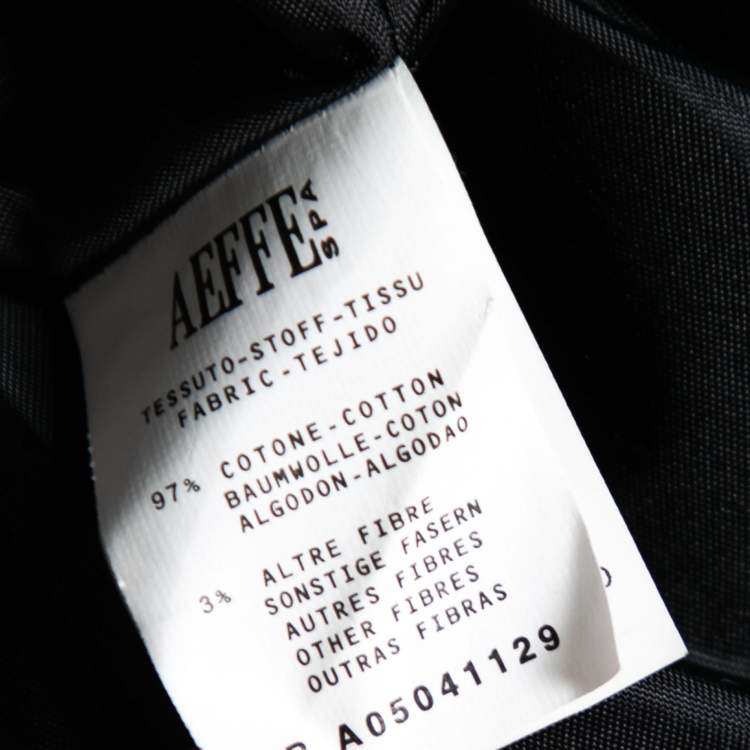 AEFFE SPA
TESSUTO-STOFF-TISSU
FABRIC-TEJIDO
97% COTONE-COTTON
BAUMWOLLE-COTON
ALGODON-ALGODAO
3% ALTRE FIBRE
SONSTIGE FASERN
AUTRES FIBRES
OTHER FIBRES
OUTRAS FIBRAS
A05041129